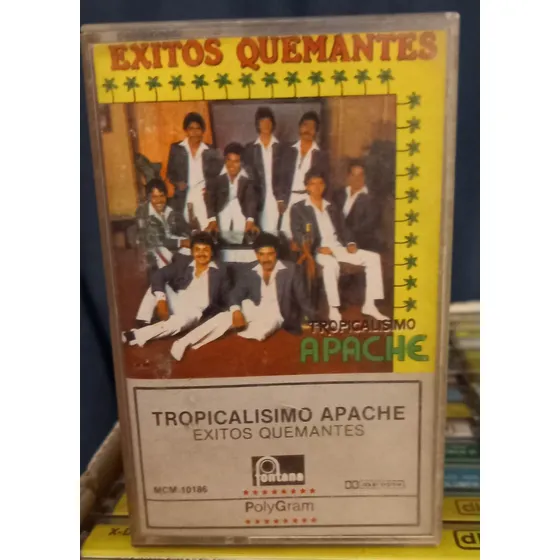 EXITOS QUEMANTES
TROPICALISIMO
APACHE
TROPICALISIMO APACHE
EXITOS QUEMANTES
fontana
MCM-10186
PolyGram